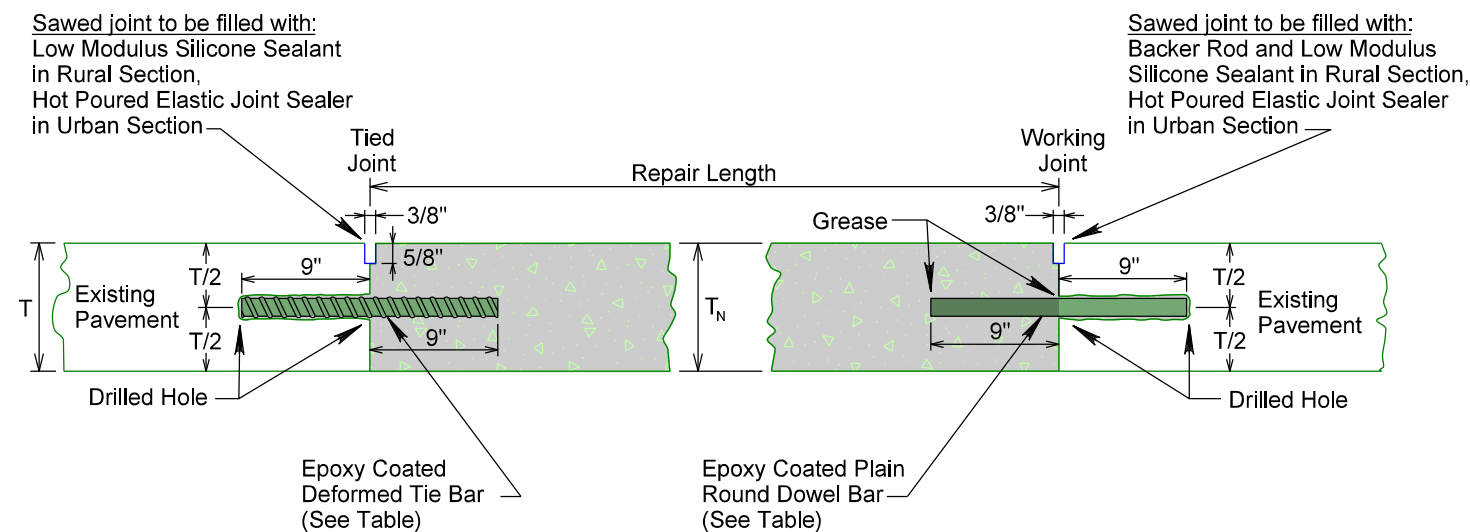 Sawed joint to be filled with:
Low Modulus Silicone Sealant
in Rural Section,
Hot Poured Elastic Joint Sealer
in Urban Section
Sawed joint to be filled with:
Backer Rod and Low Modulus
Silicone Sealant in Rural Section,
Hot Poured Elastic Joint Sealer
in Urban Section
Tied
Joint
Working
Joint
Repair Length
3/8"
Grease
3/8"
5/8"
T/2
9"
9"
T/2
T
Existing
Pavement
T_N
Existing
Pavement
T/2
9"
9"
T/2
Drilled Hole
Drilled Hole
Epoxy Coated
Deformed Tie Bar
(See Table)
Epoxy Coated Plain
Round Dowel Bar
(See Table)